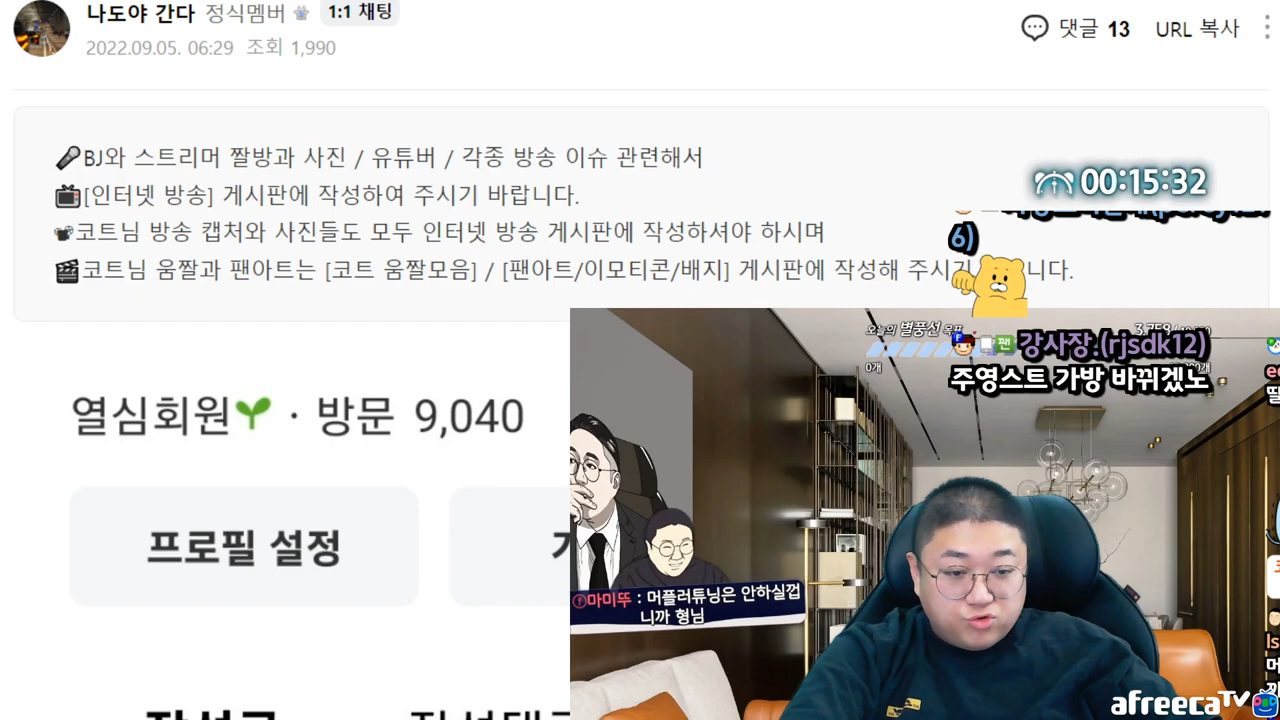 나도야 간다 정식멤버 1:1 채팅
2022.09.05. 06:29 조회 1,990
댓글 13 URL 복사
BJ와 스트리머 짤방과 사진 / 유튜버 / 각종 방송 이슈 관련해서
[인터넷 방송] 게시판에 작성하여 주시기 바랍니다.
코트님 방송 캡처와 사진들도 모두 인터넷 방송 게시판에 작성하셔야 하시며
코트님 움짤과 팬아트는 [코트 움짤모음] / [팬아트/이모티콘/배지] 게시판에 작성해 주시기 니다.
00:15:32
6)
열심회원 · 방문 9,040
프로필 설정
오늘의 별풍선 목표
3,758
0개
F 팬 강사장.(rjsdk12)
주영스트 가방 바뀌겠노
마미뚜 : 머플러튜닝은 안하실껍
니까 형님
afreecaTV